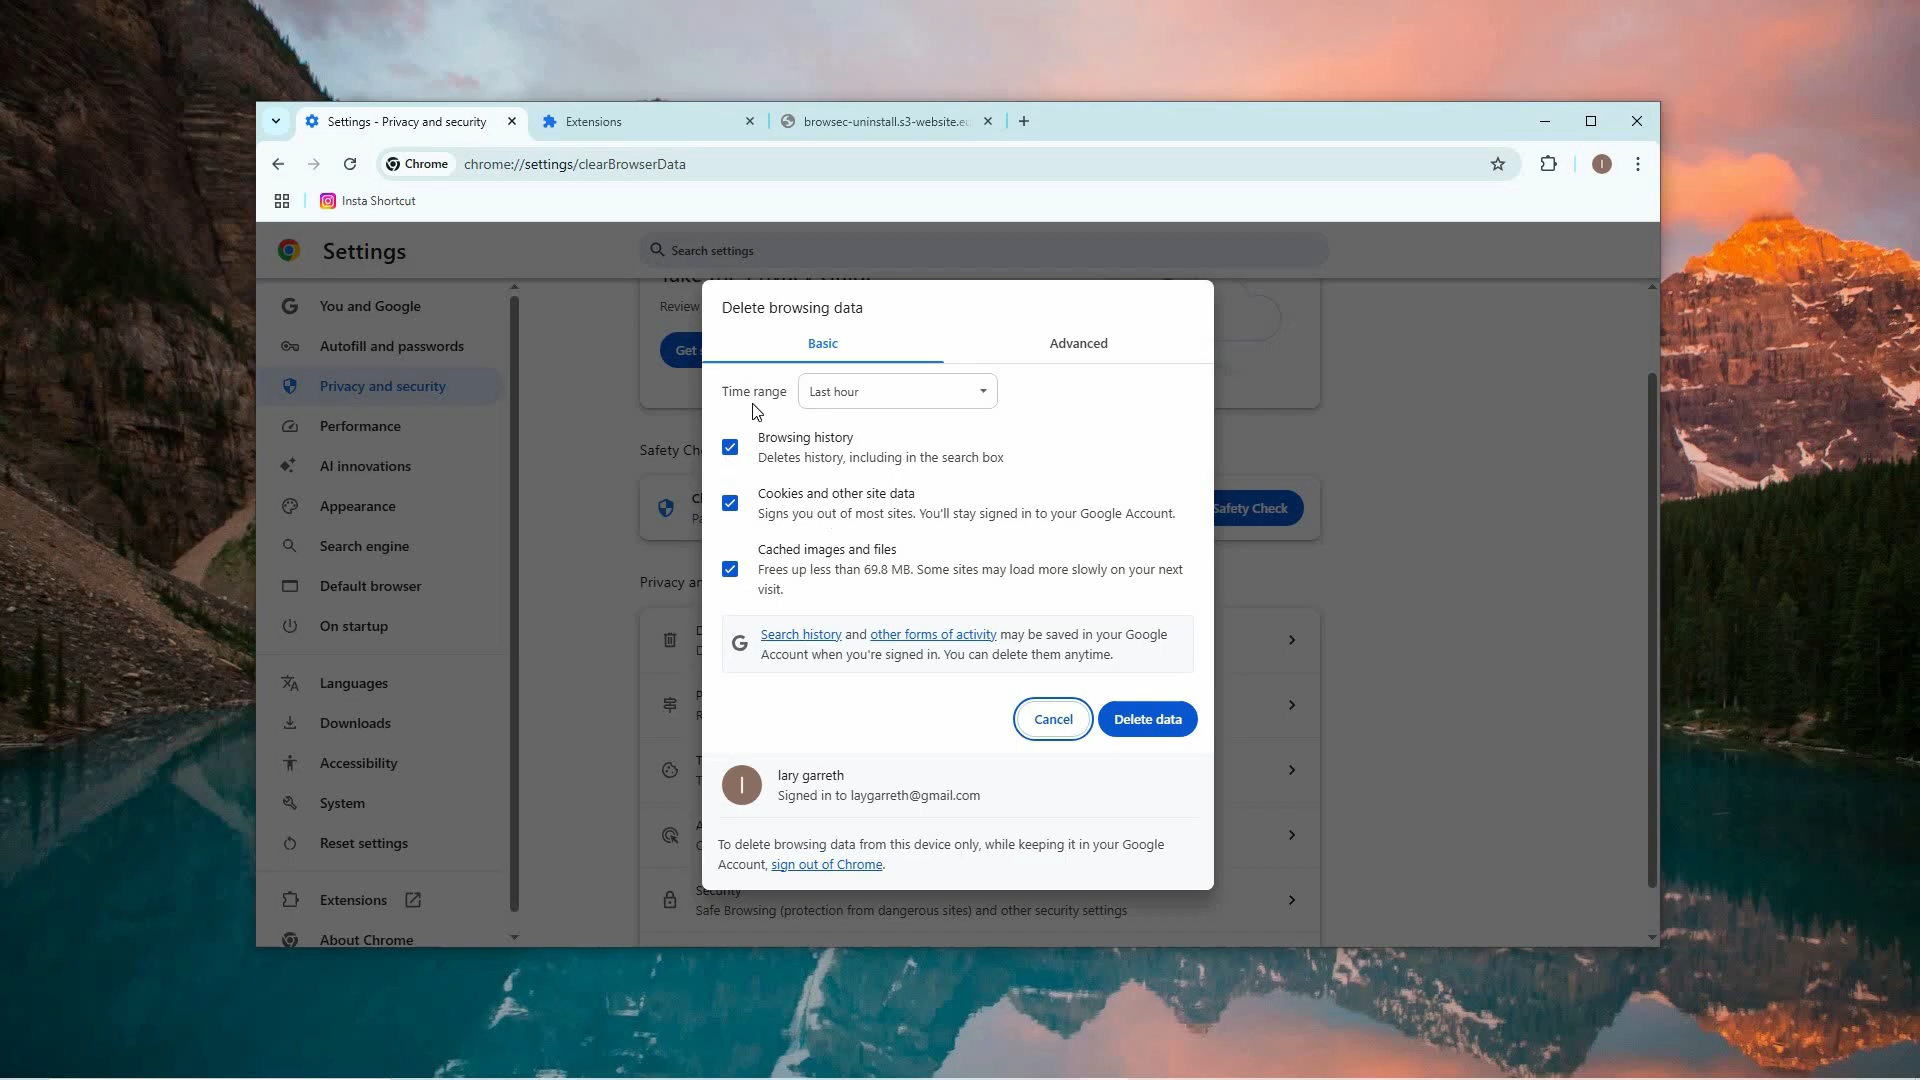 Settings - Privacy and security
Extensions
browsec-uninstall.s3-website.eu
Chrome
chrome://settings/clearBrowserData
Insta Shortcut
Settings
Search settings
You and Google
Autofill and passwords
Privacy and security
Performance
AI innovations
Appearance
Search engine
Default browser
On startup
Languages
Downloads
Accessibility
System
Reset settings
Extensions
About Chrome
Review
Get
Safety
Safety Check
Privacy
Delete browsing data
Basic
Advanced
Time range
Last hour
Browsing history
Deletes history, including in the search box
Cookies and other site data
Signs you out of most sites. You'll stay signed in to your Google Account.
Cached images and files
Frees up less than 69.8 MB. Some sites may load more slowly on your next
visit.
Search history and other forms of activity may be saved in your Google
Account when you're signed in. You can delete them anytime.
Cancel
Delete data
I
lary garreth
Signed in to laygarreth@gmail.com
To delete browsing data from this device only, while keeping it in your Google
Account, sign out of Chrome.
Security
Safe Browsing (protection from dangerous sites) and other security settings